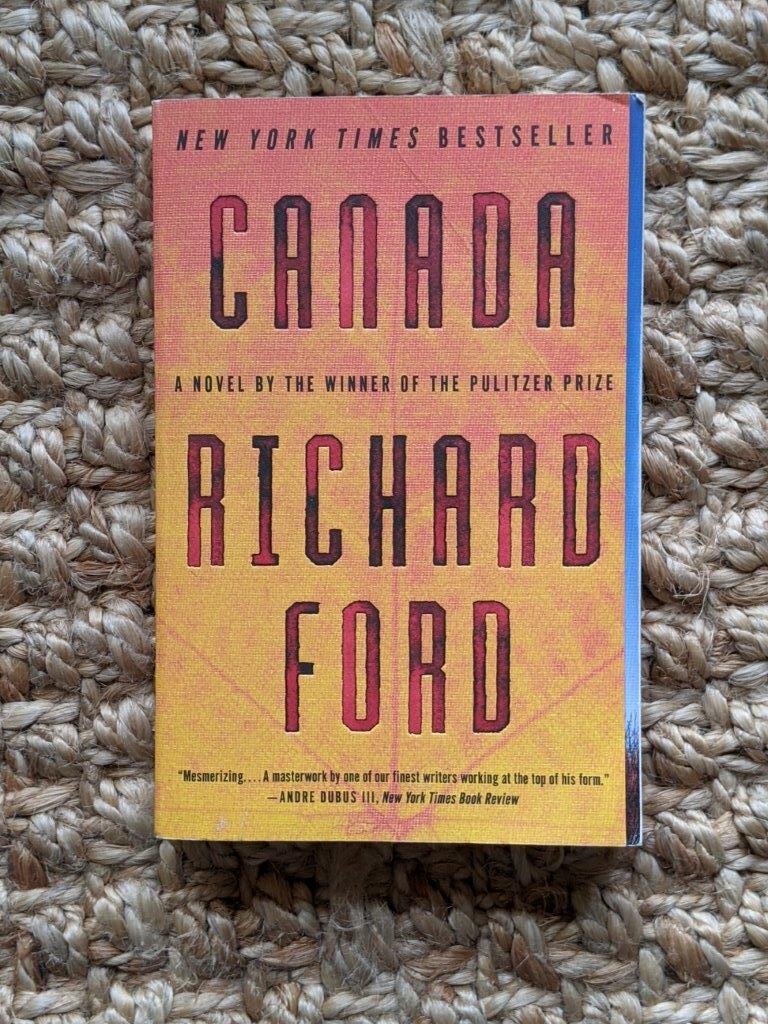 NEW YORK TIMES BESTSELLER
CANADA
A NOVEL BY THE WINNER OF THE PULITZER PRIZE
RICHARD
FORD
“Mesmerizing.... A masterwork by one of our finest writers working at the top of his form.”
—ANDRE DUBUS III, New York Times Book Review